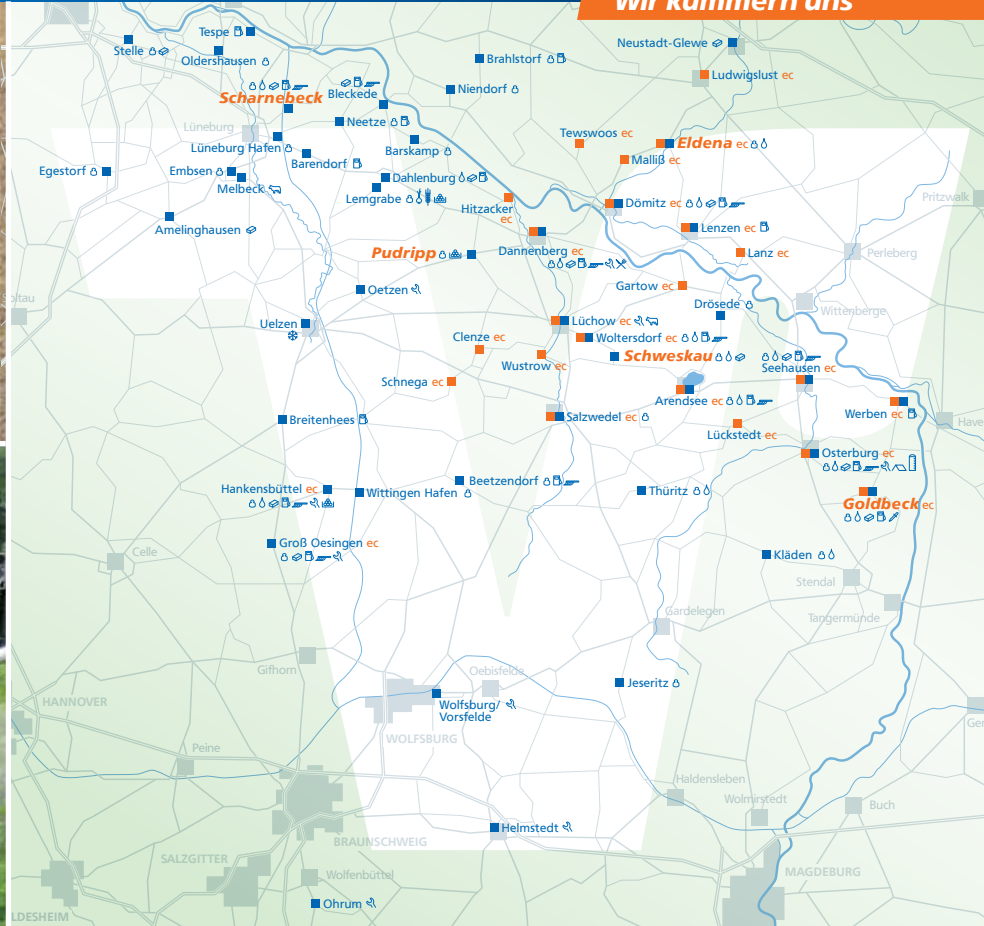 Wir kümmern uns
Tespe
Stelle
Oldershausen
Neustadt-Glewe
Brahlstorf
Ludwigslust ec
Niendorf
Scharnebeck
Bleckede
Lüneburg
Neetze
Tewswoos ec
Eldena ec
Lüneburg Hafen
Barskamp
Malliß ec
Barendorf
Egestorf
Embsen
Melbeck
Dahlenburg
Lemgrabe
Hitzacker
ec
Dömitz ec
Pritzwalk
Amelinghausen
Lenzen ec
Pudripp
Dannenberg ec
Lanz ec
Perleberg
Oetzen
Gartow ec
Drösede
ltau
Wittenberge
Uelzen
Lüchow ec
Clenze ec
Woltersdorf ec
Wustrow ec
Schweskau
Seehausen ec
Schnega ec
Arendsee ec
Werben ec
Breitenhees
Salzwedel ec
Lückstedt ec
Have
Osterburg ec
Hankensbüttel ec
Wittingen Hafen
Beetzendorf
Thüritz
Goldbeck ec
Groß Oesingen ec
Celle
Kläden
Stendal
Gardelegen
Tangermünde
Gifhorn
Oebisfelde
Jeseritz
HANNOVER
Wolfsburg/
Vorsfelde
WOLFSBURG
Ger
Peine
Haldensleben
Wolmirstedt
Buch
Helmstedt
BRAUNSCHWEIG
SALZGITTER
Wolfenbüttel
MAGDEBURG
Ohrum
LDESHEIM